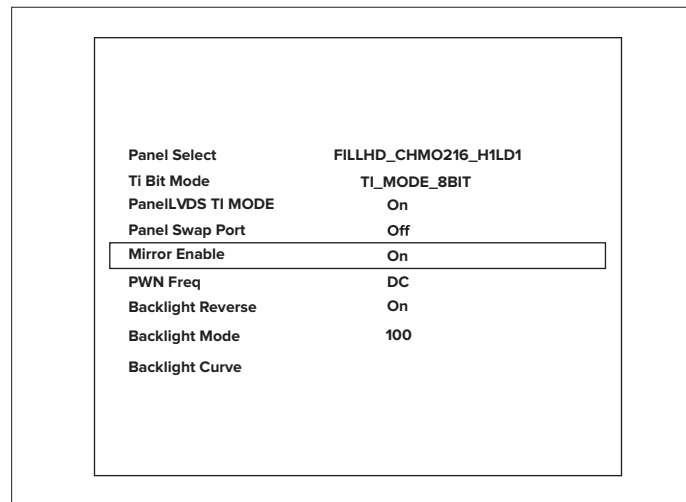 Panel Select FILLHD_CHMO216_H1LD1
Ti Bit Mode TI_MODE_8BIT
PanelLVDS TI MODE On
Panel Swap Port Off
Mirror Enable On
PWN Freq DC
Backlight Reverse On
Backlight Mode 100
Backlight Curve